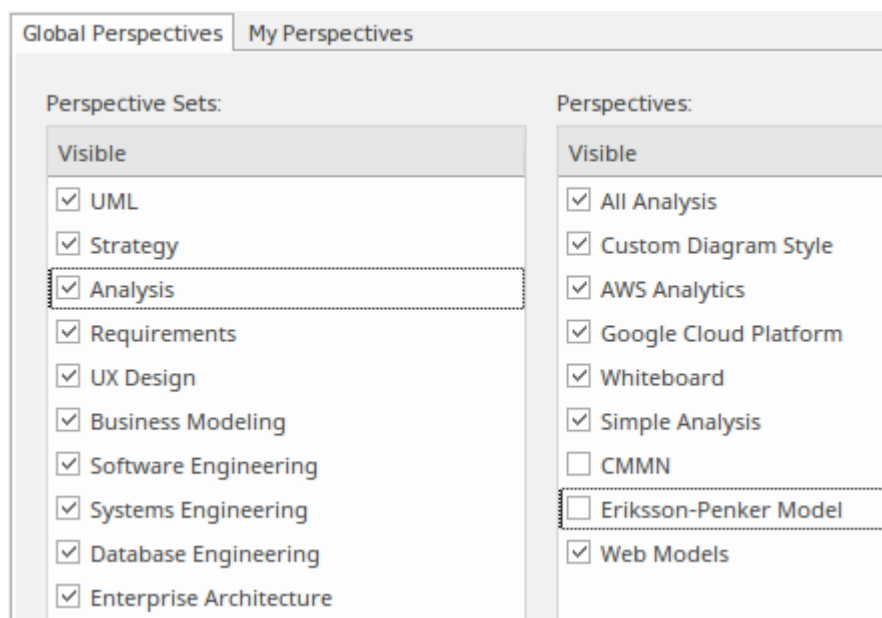 Global Perspectives
My Perspectives
Perspective Sets:
Visible
UML
Strategy
Analysis
Requirements
UX Design
Business Modeling
Software Engineering
Systems Engineering
Database Engineering
Enterprise Architecture
Perspectives:
Visible
All Analysis
Custom Diagram Style
AWS Analytics
Google Cloud Platform
Whiteboard
Simple Analysis
CMMN
Eriksson-Penker Model
Web Models